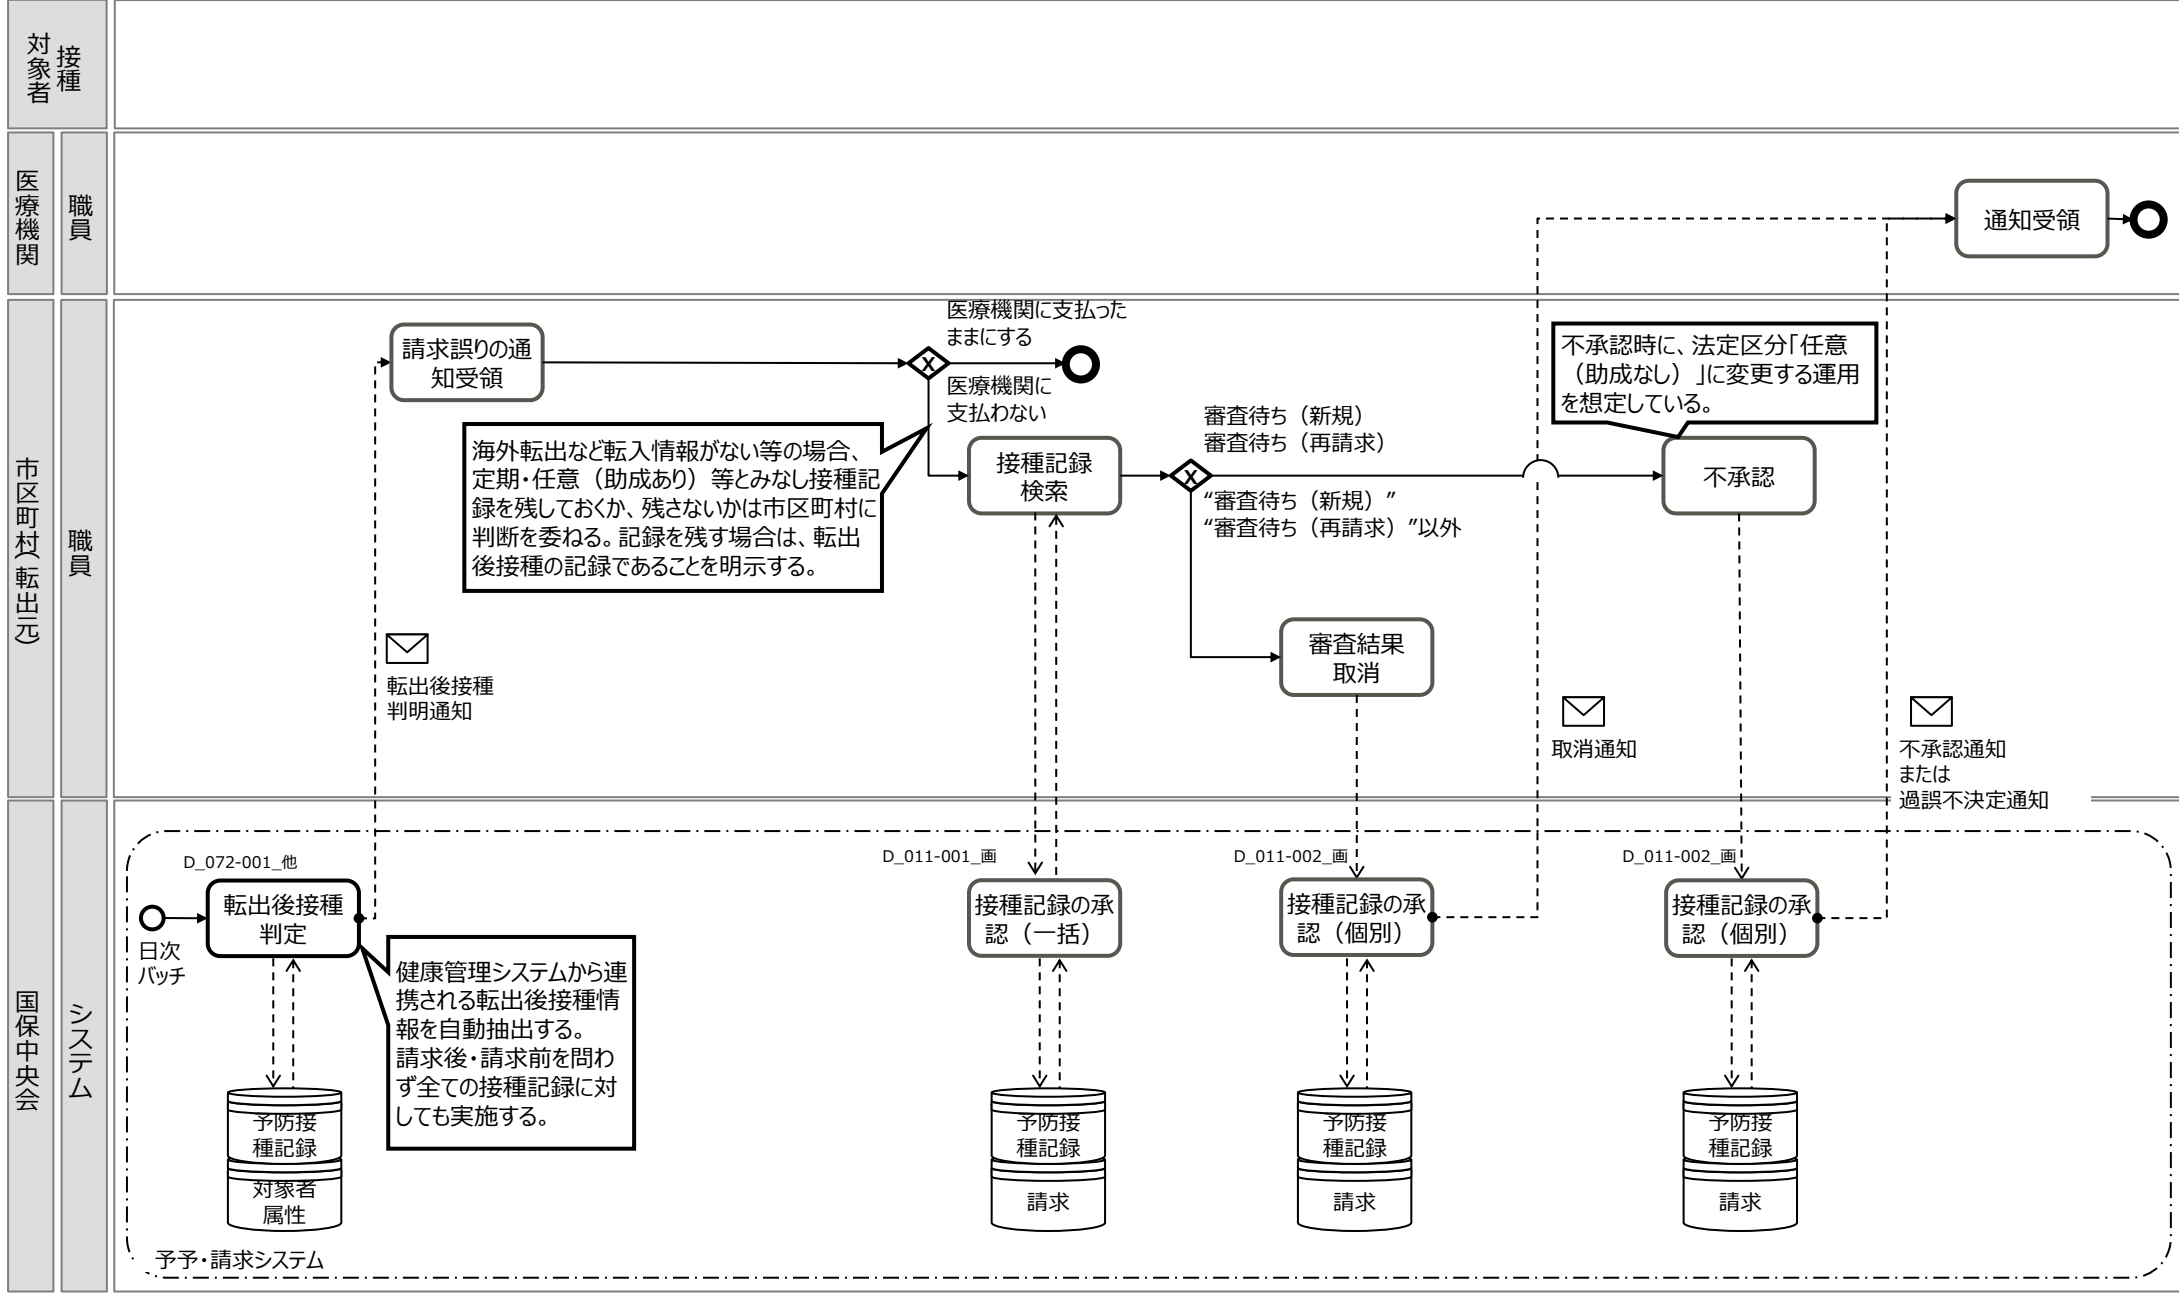 接種
対象者
医療機関
職員
通知受領
市区町村(転出元)
職員
請求誤りの通
知受領
X
医療機関に支払った
ままにする
医療機関に
支払わない
海外転出など転入情報がない等の場合、
定期・任意（助成あり）等とみなし接種記
録を残しておくか、残さないかは市区町村に
判断を委ねる。記録を残す場合は、転出
後接種の記録であることを明示する。
接種記録
検索
審査待ち（新規）
審査待ち（再請求）
X
“審査待ち（新規）”
“審査待ち（再請求）”以外
不承認時に、法定区分「任意
（助成なし）」に変更する運用
を想定している。
不承認
審査結果
取消
転出後接種
判明通知
取消通知
不承認通知
または
過誤不決定通知
国保中央会
システム
D_072-001_他
転出後接種
判定
日次
バッチ
健康管理システムから連
携される転出後接種情
報を自動抽出する。
請求後・請求前を問わ
ず全ての接種記録に対
しても実施する。
予防接
種記録
対象者
属性
D_011-001_画
接種記録の承
認（一括）
予防接
種記録
請求
D_011-002_画
接種記録の承
認（個別）
予防接
種記録
請求
D_011-002_画
接種記録の承
認（個別）
予防接
種記録
請求
予予・請求システム